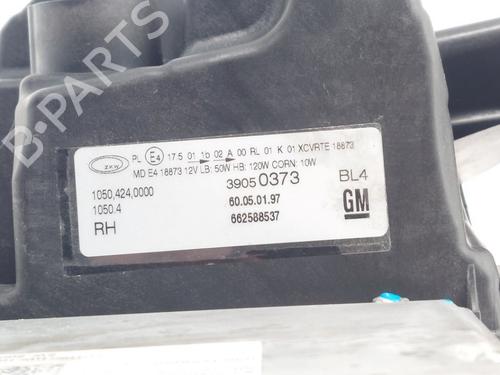 B-PARTS
ZKW PL E4 17.5 01 1b 02 A 00 RL 01 K 01 XCVRTE 18873
MD E4 18873 12V LB: 50W HB: 120W CORN: 10W
1050,424,0000 39050373 BL4
1050.4 60.05.01.97 GM
RH 662588537